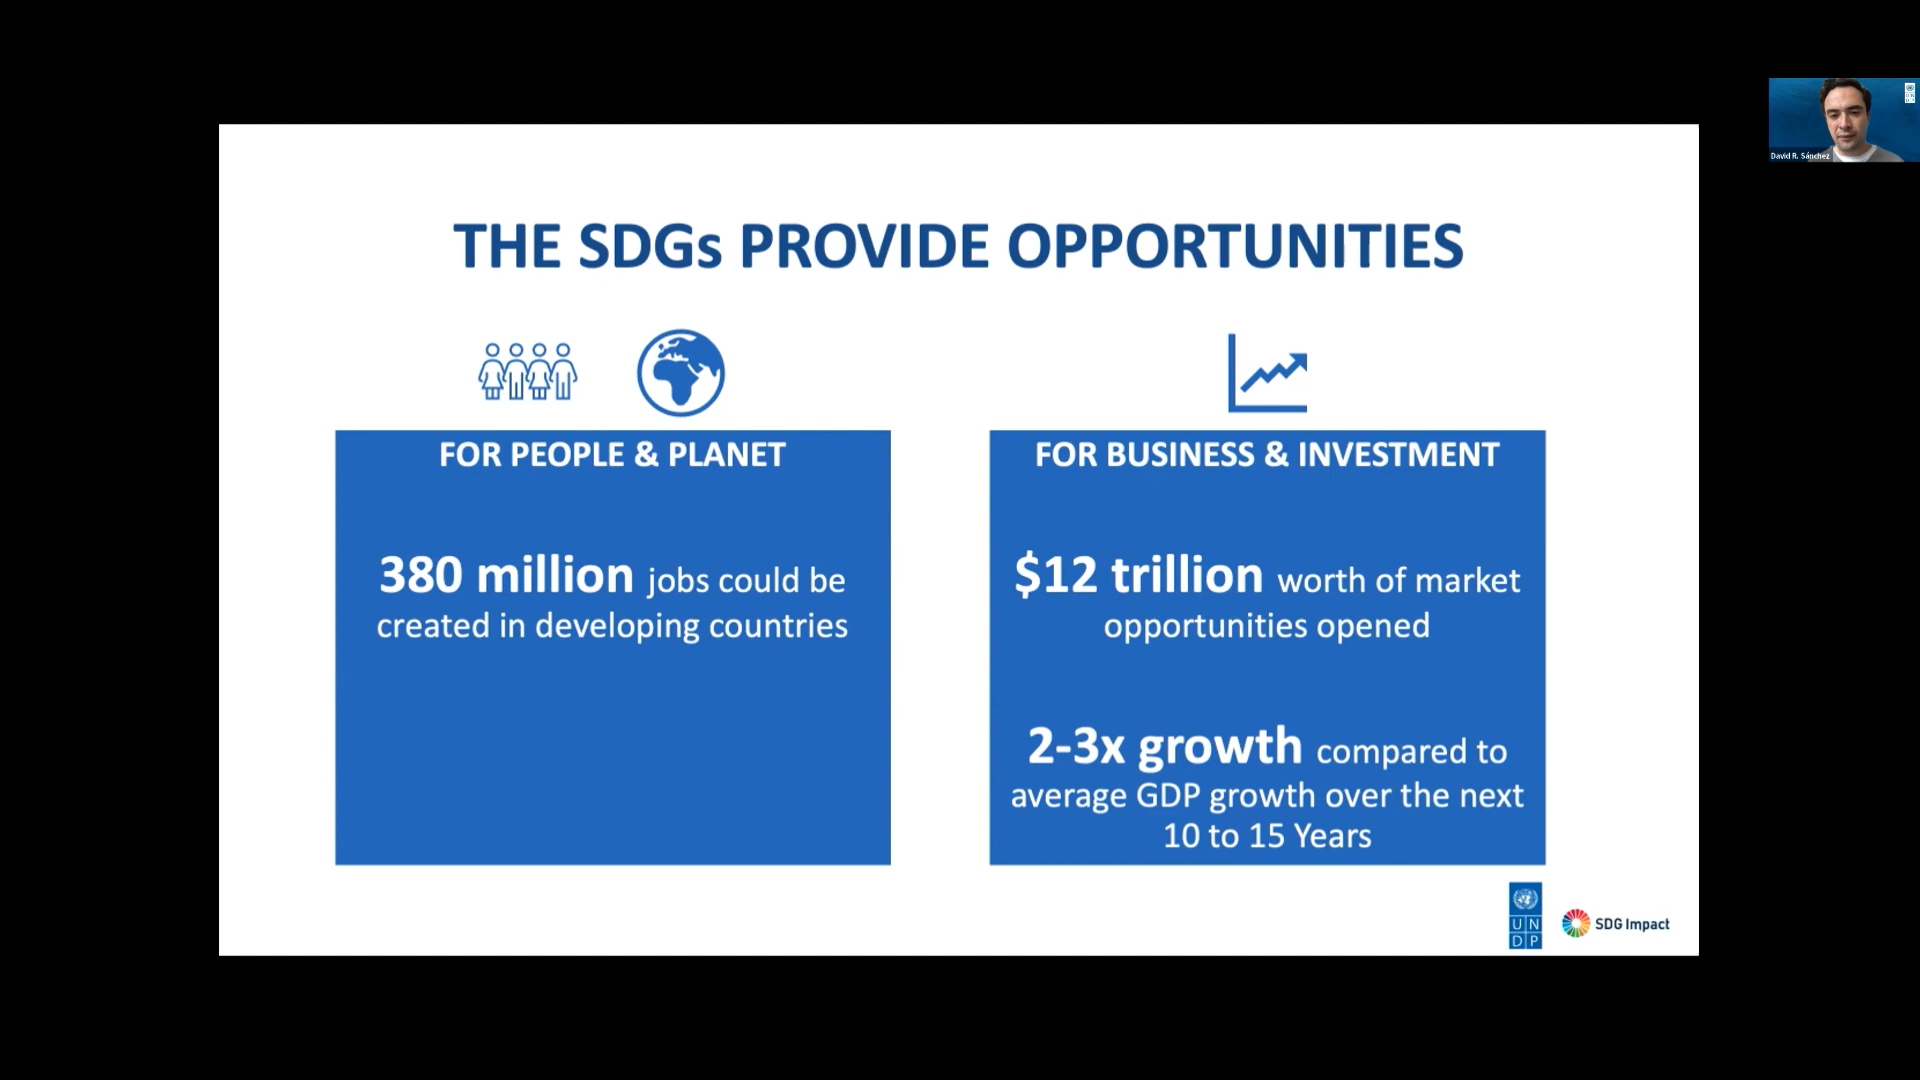 THE SDGs PROVIDE OPPORTUNITIES
FOR PEOPLE & PLANET
380 million jobs could be
created in developing countries
FOR BUSINESS & INVESTMENT
$12 trillion worth of market
opportunities opened
2-3x growth compared to
average GDP growth over the next
10 to 15 Years
U N
D P
SDG Impact
David R. Sánchez